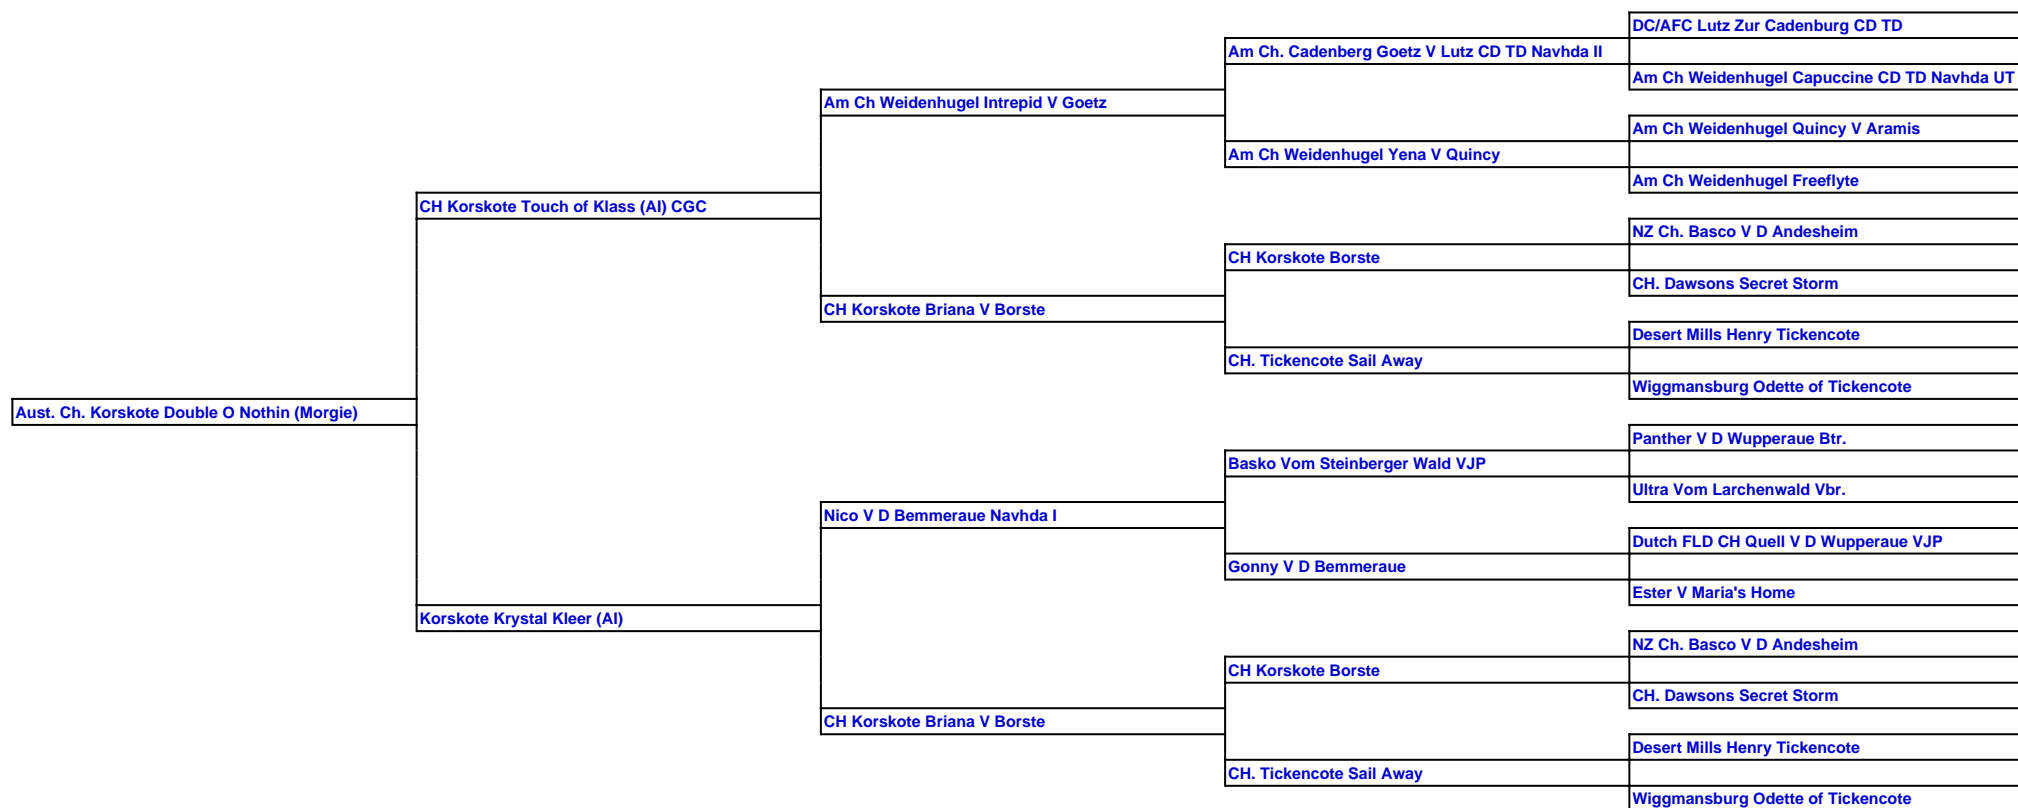 DC/AFC Lutz Zur Cadenburg CD TD
Am Ch. Cadenberg Goetz V Lutz CD TD Navhda II
Am Ch Weidenhugel Capuccine CD TD Navhda UT
Am Ch Weidenhugel Intrepid V Goetz
Am Ch Weidenhugel Quincy V Aramis
Am Ch Weidenhugel Yena V Quincy
Am Ch Weidenhugel Freeflyte
CH Korskote Touch of Klass (AI) CGC
NZ Ch. Basco V D Andesheim
CH Korskote Borste
CH. Dawsons Secret Storm
CH Korskote Briana V Borste
Desert Mills Henry Tickencote
CH. Tickencote Sail Away
Wiggmansburg Odette of Tickencote
Aust. Ch. Korskote Double O Nothin (Morgie)
Panther V D Wupperaue Btr.
Basko Vom Steinberger Wald VJP
Ultra Vom Larchenwald Vbr.
Nico V D Bemmeraue Navhda I
Dutch FLD CH Quell V D Wupperaue VJP
Gonny V D Bemmeraue
Ester V Maria's Home
Korskote Krystal Kleer (AI)
NZ Ch. Basco V D Andesheim
CH Korskote Borste
CH. Dawsons Secret Storm
CH Korskote Briana V Borste
Desert Mills Henry Tickencote
CH. Tickencote Sail Away
Wiggmansburg Odette of Tickencote